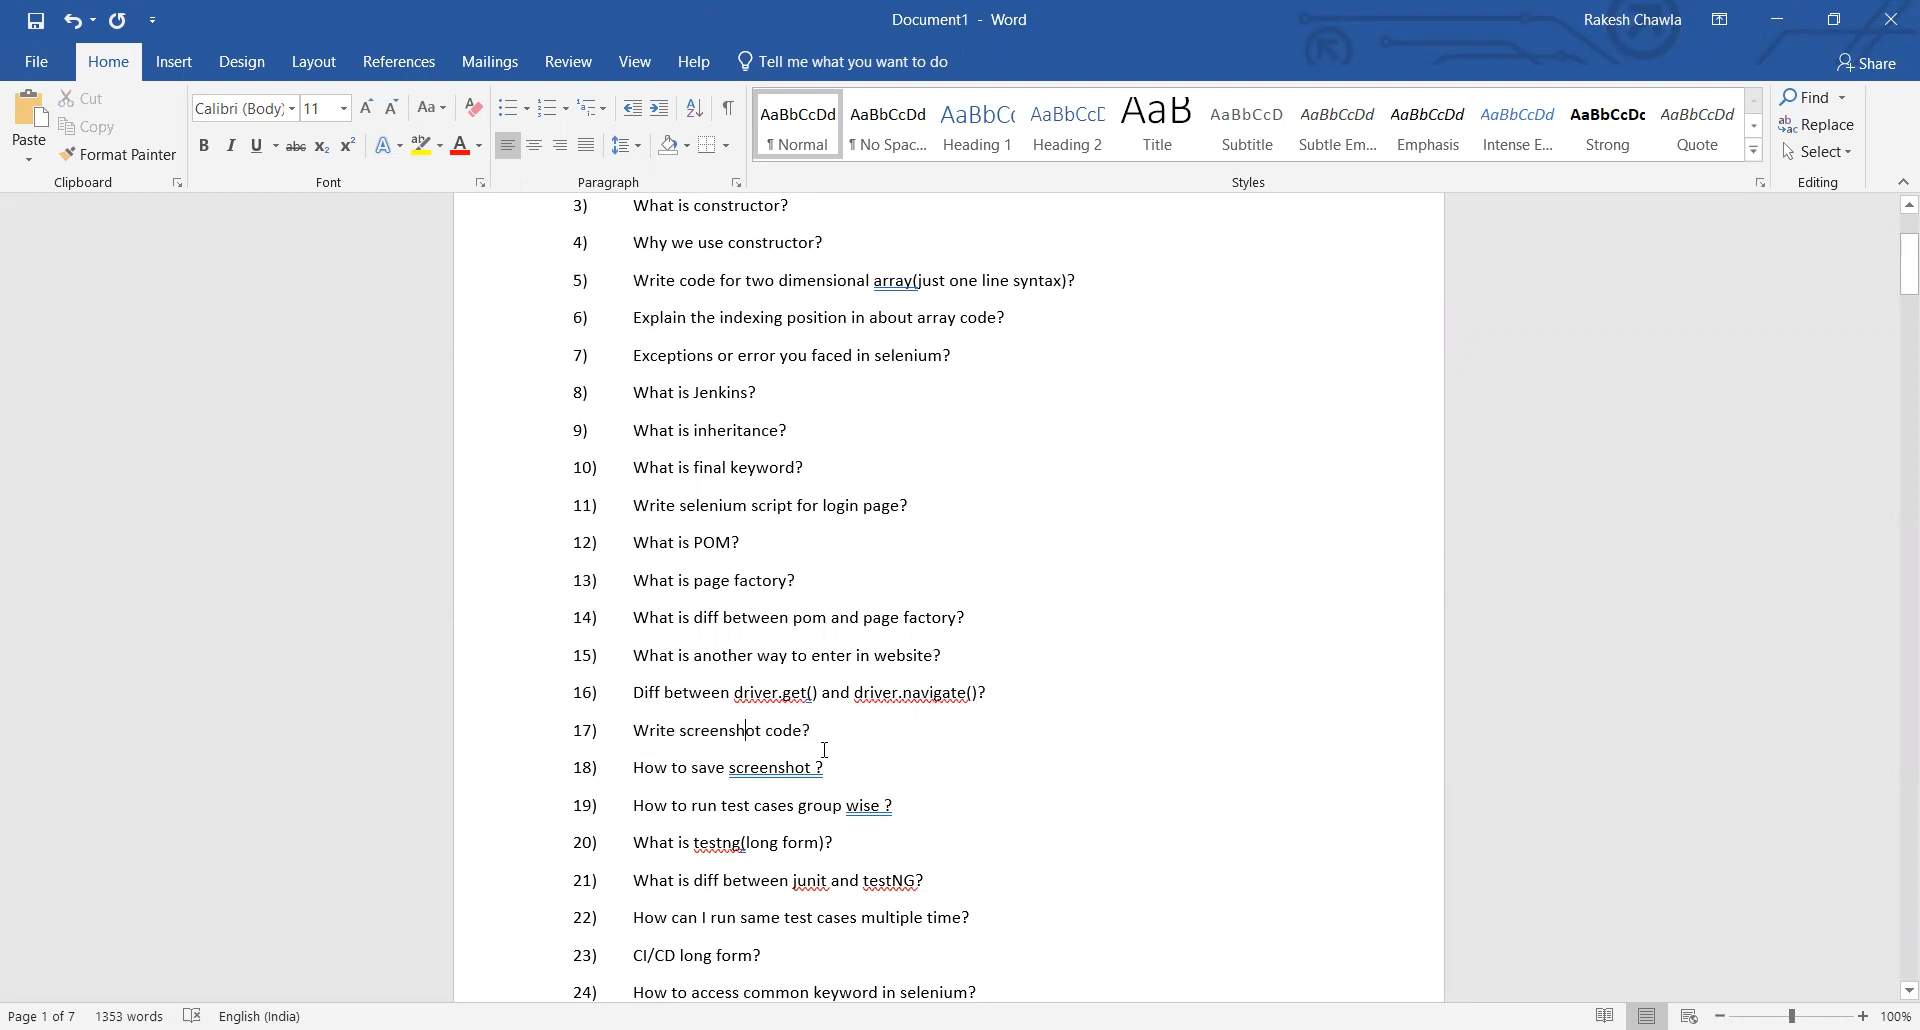 Document1 - Word
Rakesh Chawla
File Home Insert Design Layout References Mailings Review View Help Tell me what you want to do
Share
Paste
Cut
Copy
Format Painter
Clipboard
Calibri (Body) 11
Font
Paragraph
AaBbCcDd AaBbCcDd AaBbC( AaBbCcD AaB AaBbCcD AaBbCcDd AaBbCcDd AaBbCcDd AaBbCcDc AaBbCcDd
¶ Normal ¶ No Spac... Heading 1 Heading 2 Title Subtitle Subtle Em... Emphasis Intense E... Strong Quote
Styles
Find
Replace
Select
Editing
3) What is constructor?
4) Why we use constructor?
5) Write code for two dimensional array(just one line syntax)?
6) Explain the indexing position in about array code?
7) Exceptions or error you faced in selenium?
8) What is Jenkins?
9) What is inheritance?
10) What is final keyword?
11) Write selenium script for login page?
12) What is POM?
13) What is page factory?
14) What is diff between pom and page factory?
15) What is another way to enter in website?
16) Diff between driver.get() and driver.navigate()?
17) Write screenshot code?
18) How to save screenshot ?
19) How to run test cases group wise ?
20) What is testng(long form)?
21) What is diff between junit and testNG?
22) How can I run same test cases multiple time?
23) CI/CD long form?
24) How to access common keyword in selenium?
Page 1 of 7 1353 words English (India) 100%